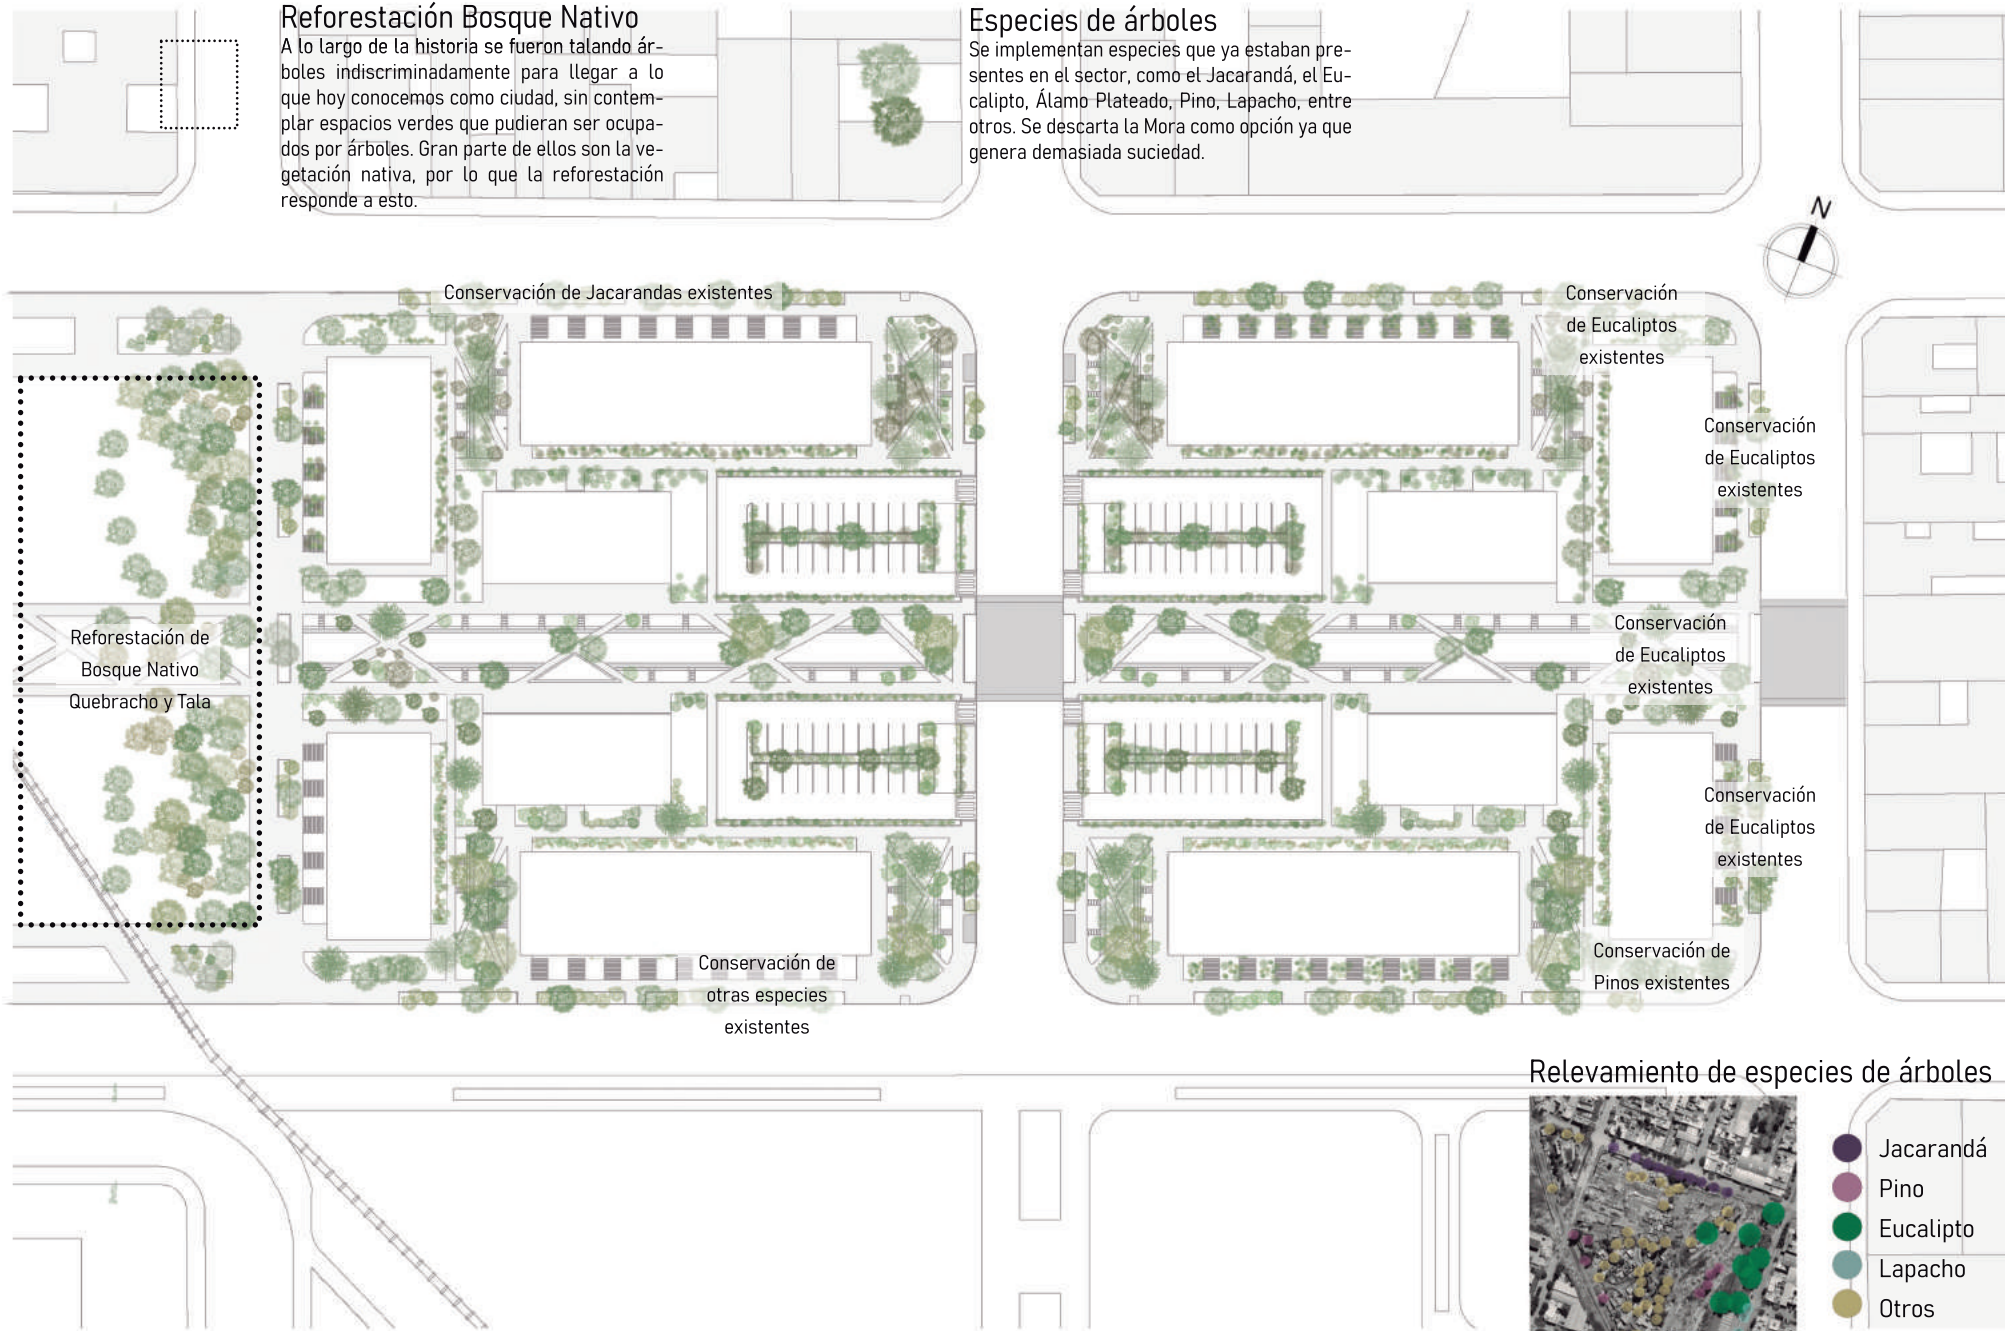 Reforestación Bosque Nativo
A lo largo de la historia se fueron talando ár-
boles indiscriminadamente para llegar a lo
que hoy conocemos como ciudad, sin contem-
plar espacios verdes que pudieran ser ocupa-
dos por árboles. Gran parte de ellos son la ve-
getación nativa, por lo que la reforestación
responde a esto.
Especies de árboles
Se implementan especies que ya estaban pre-
sentes en el sector, como el Jacarandá, el Eu-
calipto, Álamo Plateado, Pino, Lapacho, entre
otros. Se descarta la Mora como opción ya que
genera demasiada suciedad.
N
Conservación de Jacarandas existentes
Conservación
de Eucaliptos
existentes
Conservación
de Eucaliptos
existentes
Reforestación de
Bosque Nativo
Quebracho y Tala
Conservación
de Eucaliptos
existentes
Conservación
de Eucaliptos
existentes
Conservación de
otras especies
existentes
Conservación de
Pinos existentes
Relevamiento de especies de árboles
Jacarandá
Pino
Eucalipto
Lapacho
Otros